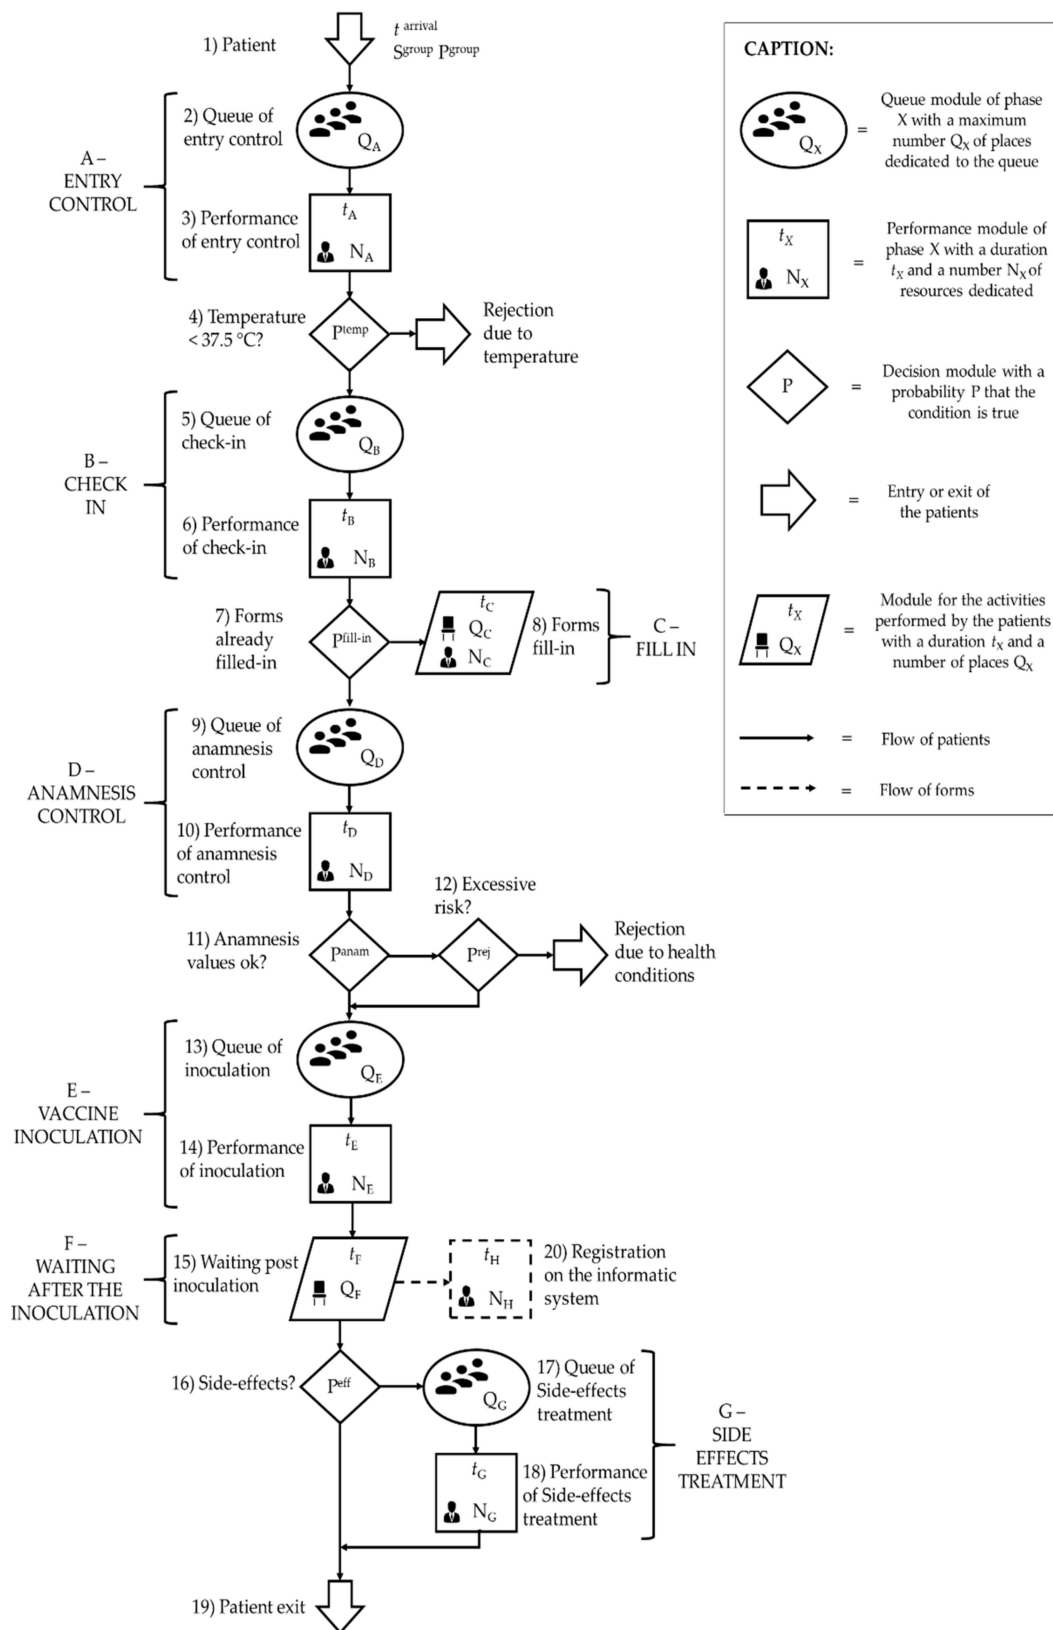 1) Patient
t arrival
Sgroup Pgroup
A –
ENTRY
CONTROL
2) Queue of
entry control
QA
3) Performance
of entry control
tA
NA
4) Temperature
< 37.5 °C?
Ptemp
Rejection
due to
temperature
B –
CHECK
IN
5) Queue of
check-in
QB
6) Performance
of check-in
tB
NB
7) Forms
already
filled-in
Pfill-in
tC
QC
NC
8) Forms
fill-in
C –
FILL IN
D –
ANAMNESIS
CONTROL
9) Queue of
anamnesis
control
QD
10) Performance
of anamnesis
control
tD
ND
11) Anamnesis
values ok?
Panam
12) Excessive
risk?
Prej
Rejection
due to health
conditions
E –
VACCINE
INOCULATION
13) Queue of
inoculation
QE
14) Performance
of inoculation
tE
NE
F –
WAITING
AFTER THE
INOCULATION
15) Waiting post
inoculation
tF
QF
tH
NH
20) Registration
on the informatic
system
16) Side-effects?
Peff
QG
17) Queue of
Side-effects
treatment
tG
NG
18) Performance
of Side-effects
treatment
G –
SIDE
EFFECTS
TREATMENT
19) Patient exit
CAPTION:
QX
=
Queue module of phase
X with a maximum
number QX of places
dedicated to the queue
tX
NX
=
Performance module of
phase X with a duration
tX and a number NX of
resources dedicated
P
=
Decision module with a
probability P that the
condition is true
=
Entry or exit of
the patients
tX
QX
=
Module for the activities
performed by the patients
with a duration tX and a
number of places QX
=
Flow of patients
=
Flow of forms